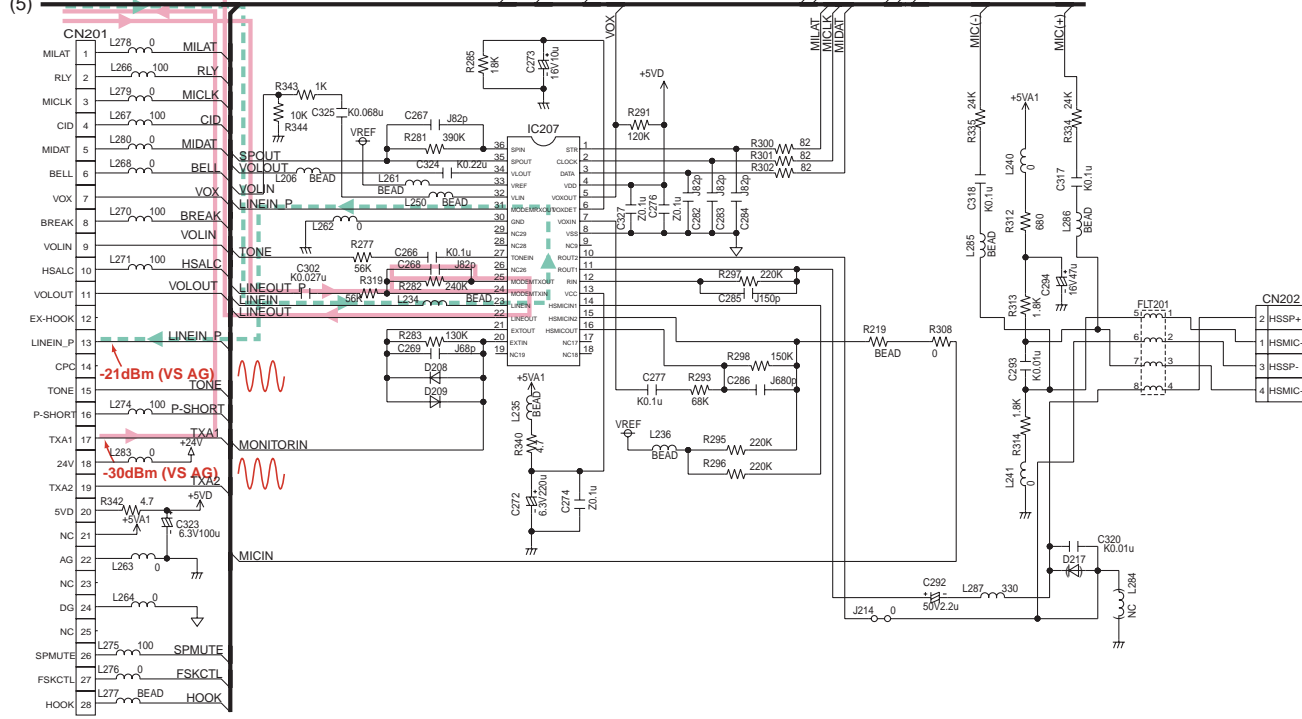 (5)
CN201
MILAT 1 L278 0 MILAT
RLY 2 L266 100 RLY
MICLK 3 L279 0 MICLK
CID 4 L267 100 CID
MIDAT 5 L280 0 MIDAT
BELL 6 L268 0 BELL
VOX 7 VOX
BREAK 8 L270 100 BREAK
VOLIN 9 VOLIN
HSALC 10 L271 100 HSALC
VOLOUT 11 VOLOUT
EX-HOOK 12
LINEIN_P 13 LINEIN_P
-21dBm (VS AG)
CPC 14
TONE 15 TONE
P-SHORT 16 L274 100 P-SHORT
TXA1 17 TXA1
+24V
24V 18 L283 0
-30dBm (VS AG)
TXA2 19 TXA2
5VD 20 R342 4.7 +5VD
+5VA1
NC 21 C323 6.3V100u
AG 22 L263 0
NC 23
DG 24 L264 0
NC 25
SPMUTE 26 L275 100 SPMUTE
FSKCTL 27 L276 0 FSKCTL
HOOK 28 L277 BEAD HOOK
SPOUT
VOLOUT
VOLIN
LINEIN_P
TONE
LINEOUT_P
LINEIN
LINEOUT
MONITORIN
MICIN
R343 1K
10K
R344
C325 K0.068u
VREF
R285 18K
C273 16V10u
C267 J82p
R281 390K
C324 K0.22u
L206 BEAD
L261 BEAD
L250 BEAD
L262 0
R277 56K
C266 K0.1u
C268 J82p
C302 K0.027u
R319 56K
R282 240K
L234 BEAD
R283 130K
C269 J68p
D208
D209
IC207
36 SPIN STR 1
35 SPOUT CLOCK 2
34 VLOUT DATA 3
33 VREF VDD 4
32 VLIN VOXOUT 5
31 MODEMRXOUT VOXDET 6
30 GND VOXIN 7
29 NC29 VSS 8
28 NC28 NC9 9
27 TONEIN ROUT2 10
26 NC26 ROUT1 11
25 MODEMTXOUT RIN 12
24 MODEMTXIN VCC 13
23 LINEIN HSMICIN1 14
22 LINEOUT HSMICIN2 15
21 EXTOUT HSMICOUT 16
20 EXTIN NC17 17
19 NC19 NC18 18
+5VA1
L235 BEAD
R340 4.7
C272 6.3V220u
C274 Z0.1u
VOX
+5VD
R291 120K
C327 Z0.1u
C276 Z0.1u
C282 J82p
C283 J82p
C284 J82p
R300 82
R301 82
R302 82
MILAT
MICLK
MIDAT
R297 220K
C285 J150p
R298 150K
C277 K0.1u
R293 68K
C286 J680p
VREF
L236 BEAD
R295 220K
R296 220K
R219 BEAD
R308 0
MIC(-)
MIC(+)
R335 24K
R334 24K
+5VA1
L240 0
C318 K0.1u
C317 K0.1u
L285 BEAD
L286 BEAD
R312 680
C294 16V47u
R313 1.8K
C293 K0.01u
R314 1.8K
L241 0
FLT201
5 1
6 2
7 3
8 4
CN202
2 HSSP+
1 HSMIC-
3 HSSP-
4 HSMIC-
C320 K0.01u
D217
C292 50V2.2u
L287 330
J214 0
L284 NC